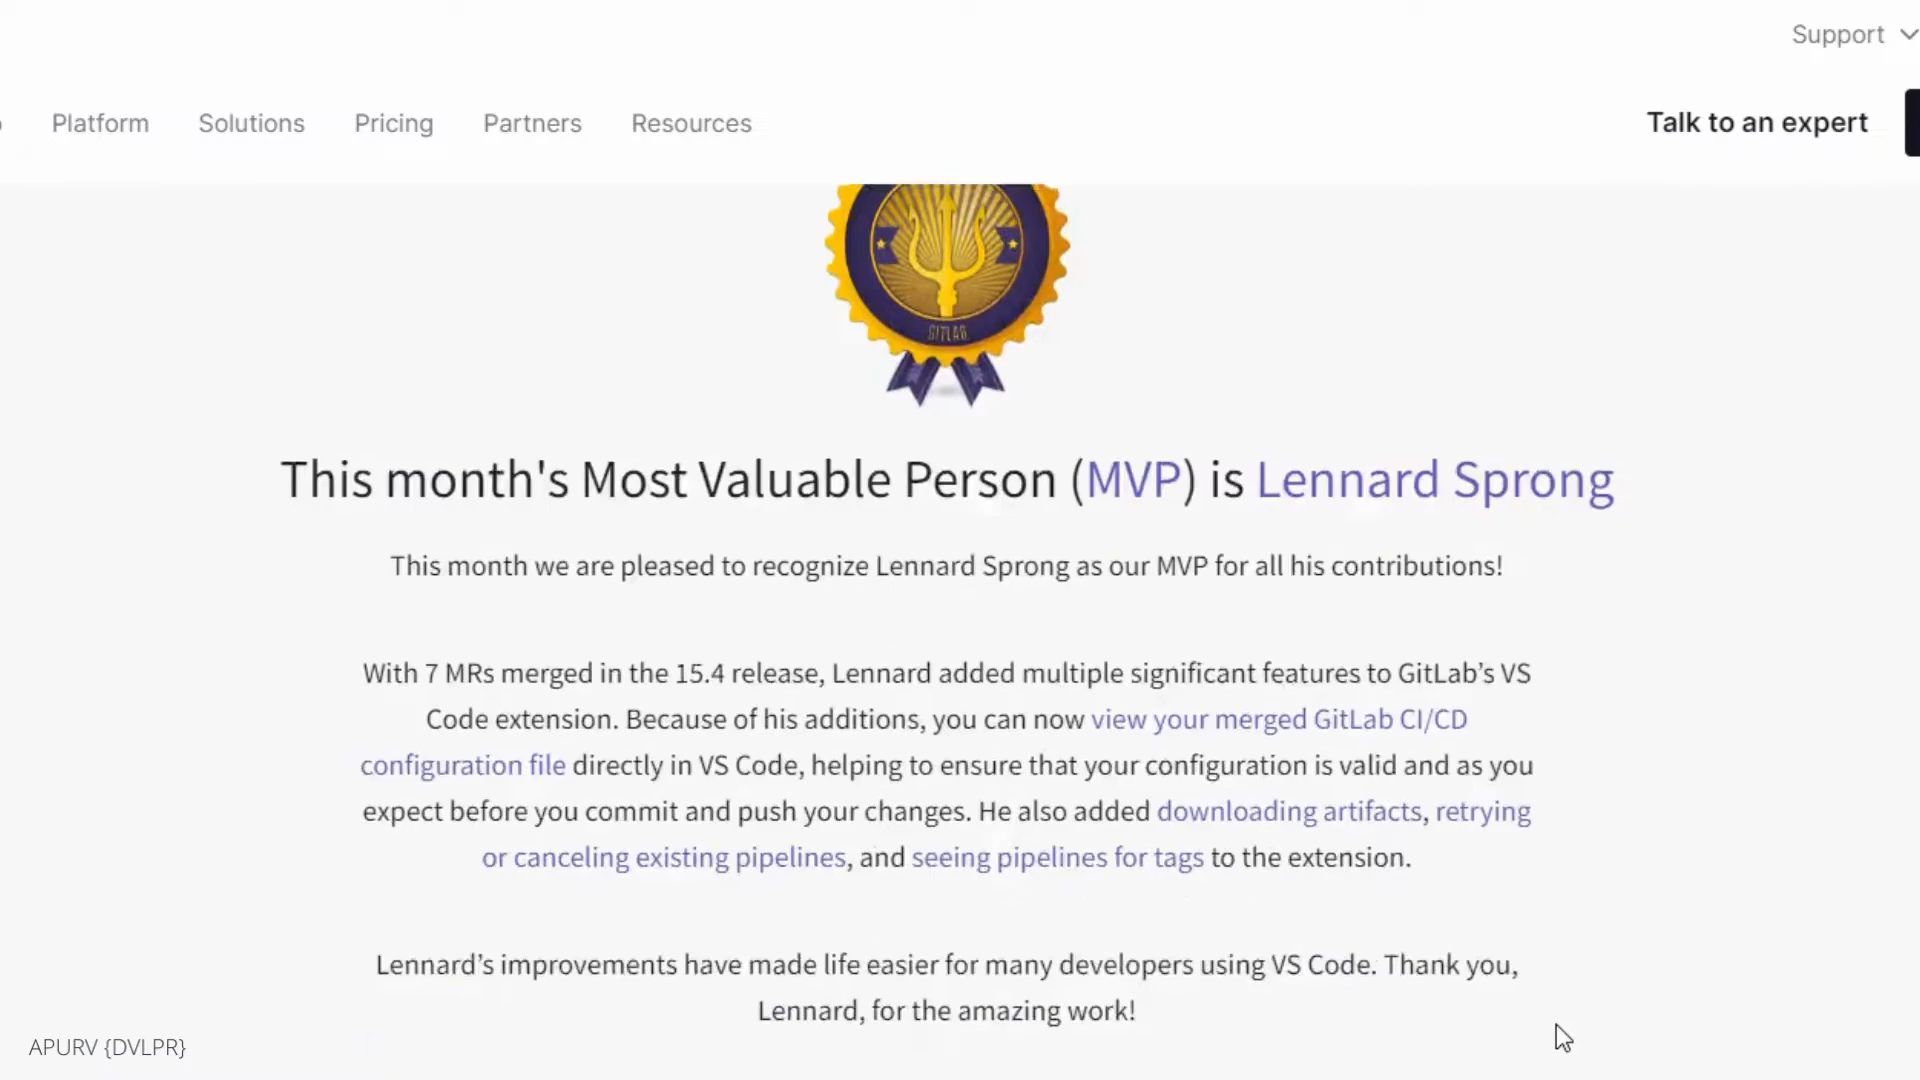 Support
Platform
Solutions
Pricing
Partners
Resources
Talk to an expert
GITLAB
This month's Most Valuable Person (MVP) is Lennard Sprong
This month we are pleased to recognize Lennard Sprong as our MVP for all his contributions!
With 7 MRs merged in the 15.4 release, Lennard added multiple significant features to GitLab’s VS
Code extension. Because of his additions, you can now view your merged GitLab CI/CD
configuration file directly in VS Code, helping to ensure that your configuration is valid and as you
expect before you commit and push your changes. He also added downloading artifacts, retrying
or canceling existing pipelines, and seeing pipelines for tags to the extension.
Lennard’s improvements have made life easier for many developers using VS Code. Thank you,
Lennard, for the amazing work!
APURV {DVLPR}